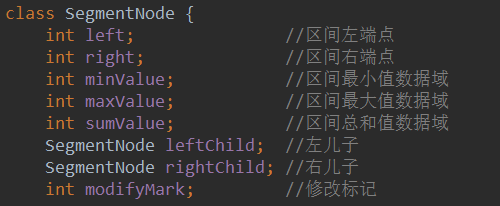 class SegmentNode {
    int left;              //区间左端点
    int right;             //区间右端点
    int minValue;          //区间最小值数据域
    int maxValue;          //区间最大值数据域
    int sumValue;          //区间总和值数据域
    SegmentNode leftChild;  //左儿子
    SegmentNode rightChild; //右儿子
    int modifyMark;        //修改标记